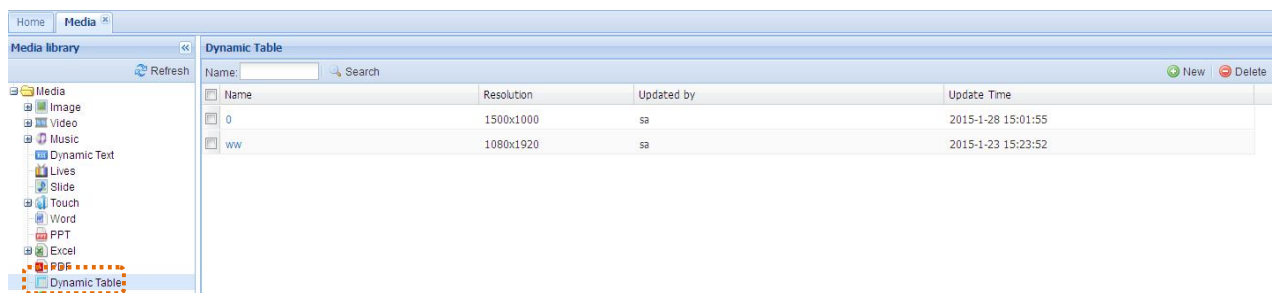 Home Media
Media library
Refresh
Media
Image
Video
Music
Dynamic Text
Lives
Slide
Touch
Word
PPT
Excel
PDF
Dynamic Table
Dynamic Table
Name: Search New Delete
Name Resolution Updated by Update Time
0 1500x1000 sa 2015-1-28 15:01:55
ww 1080x1920 sa 2015-1-23 15:23:52